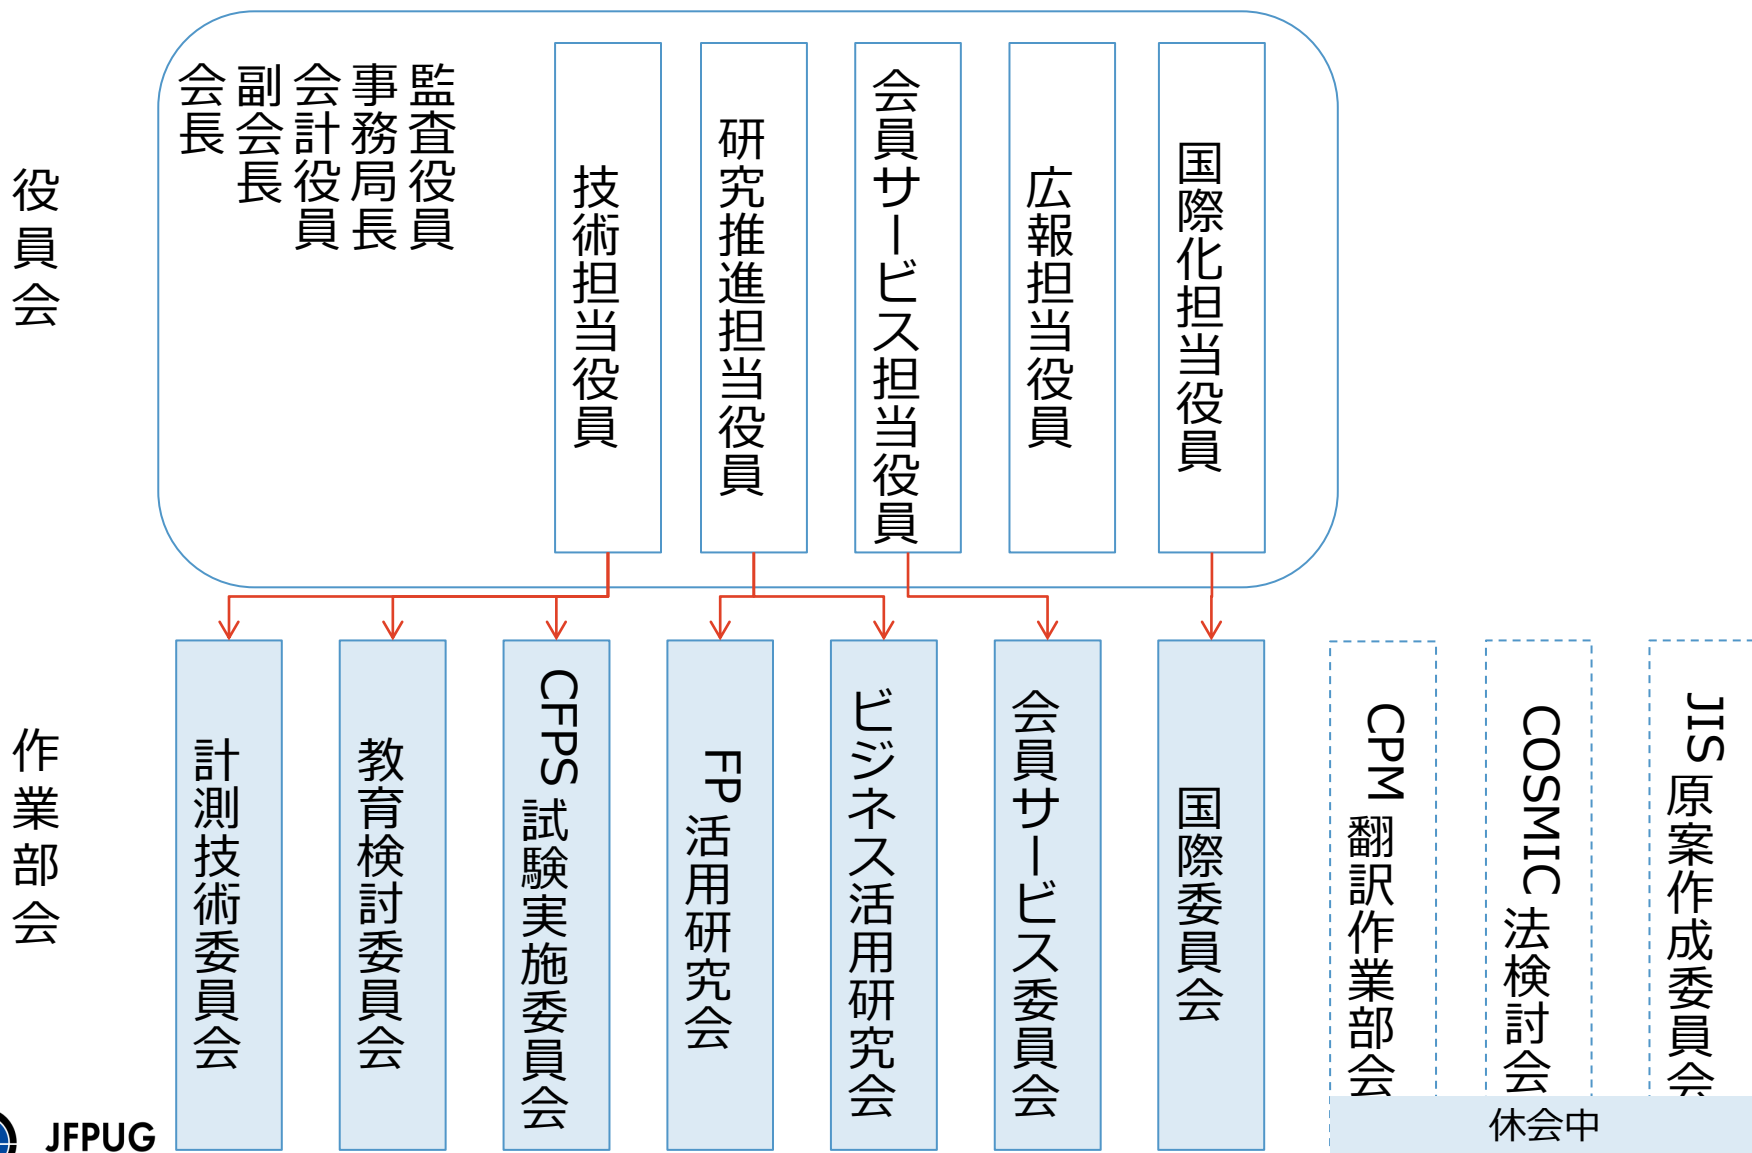 役員会
会長
副会長
会計役員
事務局長
監査役員
技術担当役員
研究推進担当役員
会員サービス担当役員
広報担当役員
国際化担当役員
作業部会
計測技術委員会
教育検討委員会
CFPS試験実施委員会
FP活用研究会
ビジネス活用研究会
会員サービス委員会
国際委員会
CPM翻訳作業部会
COSMIC法検討会
JIS原案作成委員会
休会中
JFPUG